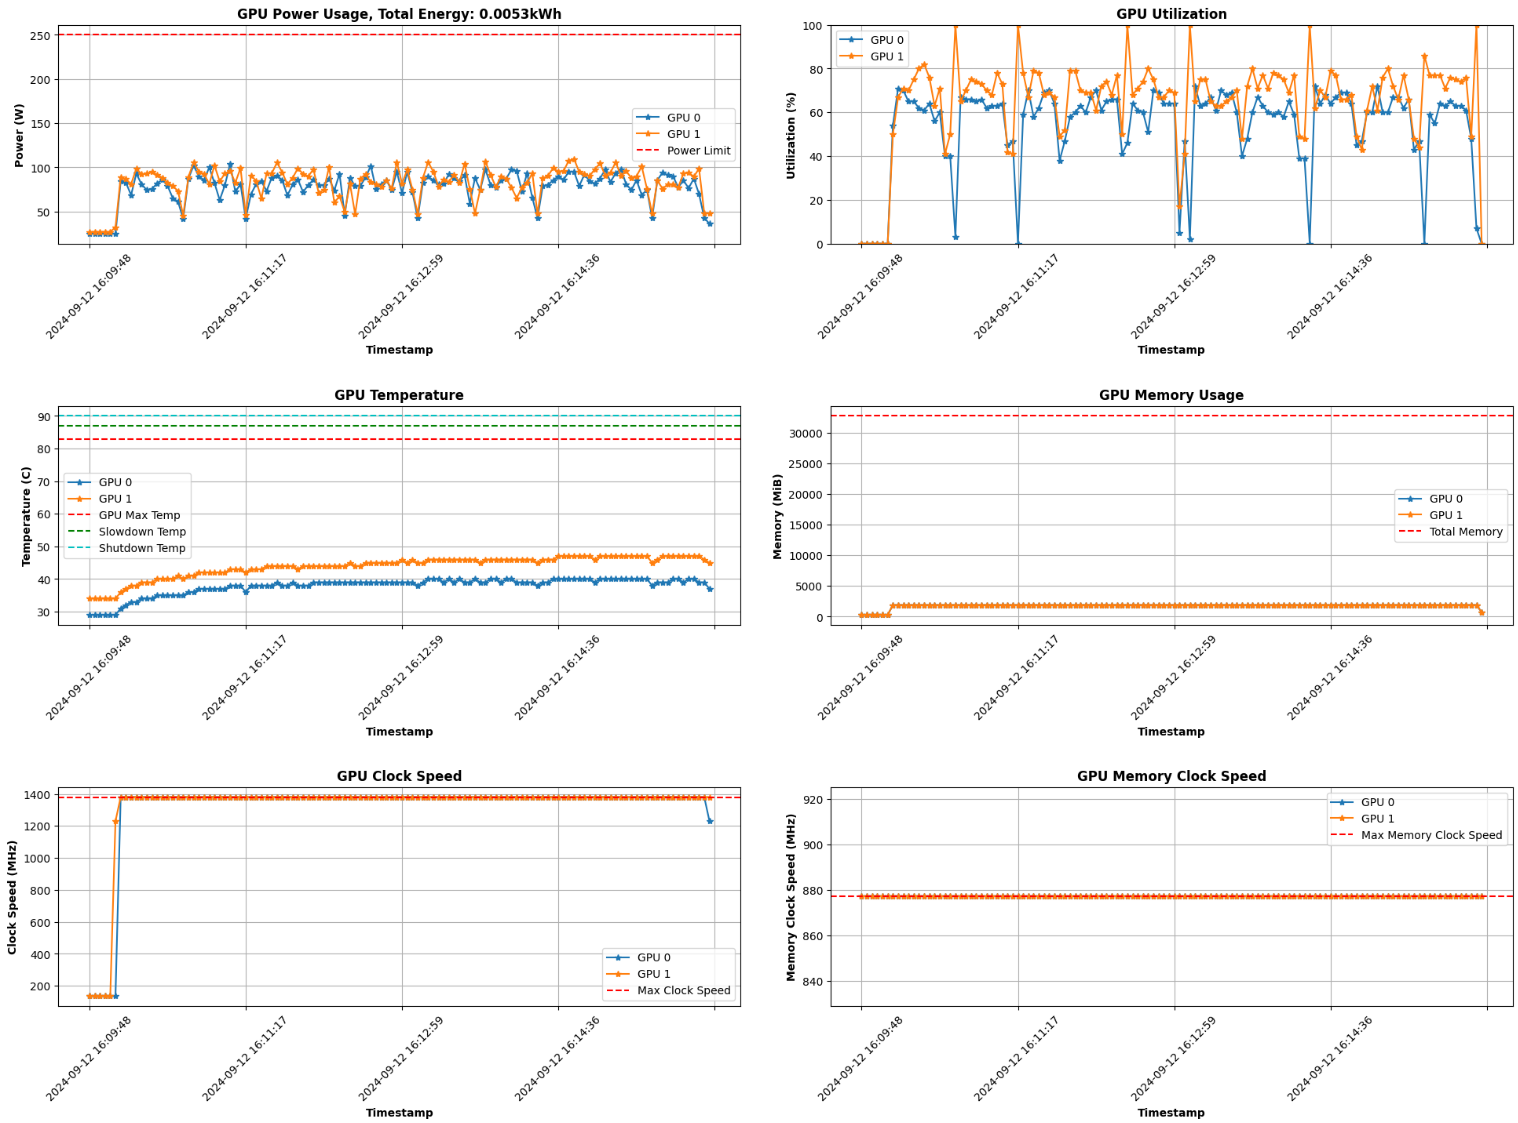 GPU Power Usage, Total Energy: 0.0053kWh
250
200
150
100
50
Power (W)
GPU 0
GPU 1
Power Limit
2024-09-12 16:09:48
2024-09-12 16:11:17
2024-09-12 16:12:59
2024-09-12 16:14:36
Timestamp
GPU Utilization
100
80
60
40
20
0
Utilization (%)
GPU 0
GPU 1
2024-09-12 16:09:48
2024-09-12 16:11:17
2024-09-12 16:12:59
2024-09-12 16:14:36
Timestamp
GPU Temperature
90
80
70
60
50
40
30
Temperature (C)
GPU 0
GPU 1
GPU Max Temp
Slowdown Temp
Shutdown Temp
2024-09-12 16:09:48
2024-09-12 16:11:17
2024-09-12 16:12:59
2024-09-12 16:14:36
Timestamp
GPU Memory Usage
30000
25000
20000
15000
10000
5000
0
Memory (MiB)
GPU 0
GPU 1
Total Memory
2024-09-12 16:09:48
2024-09-12 16:11:17
2024-09-12 16:12:59
2024-09-12 16:14:36
Timestamp
GPU Clock Speed
1400
1200
1000
800
600
400
200
Clock Speed (MHz)
GPU 0
GPU 1
Max Clock Speed
2024-09-12 16:09:48
2024-09-12 16:11:17
2024-09-12 16:12:59
2024-09-12 16:14:36
Timestamp
GPU Memory Clock Speed
920
900
880
860
840
Memory Clock Speed (MHz)
GPU 0
GPU 1
Max Memory Clock Speed
2024-09-12 16:09:48
2024-09-12 16:11:17
2024-09-12 16:12:59
2024-09-12 16:14:36
Timestamp